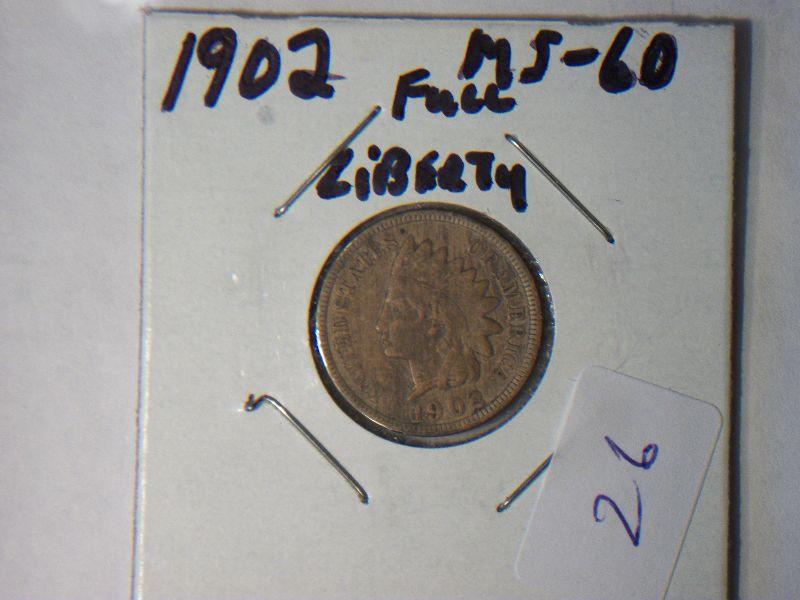 1902 MS-60
Full
LiBERTY
UNITED STATES OF AMERICA
1902
26